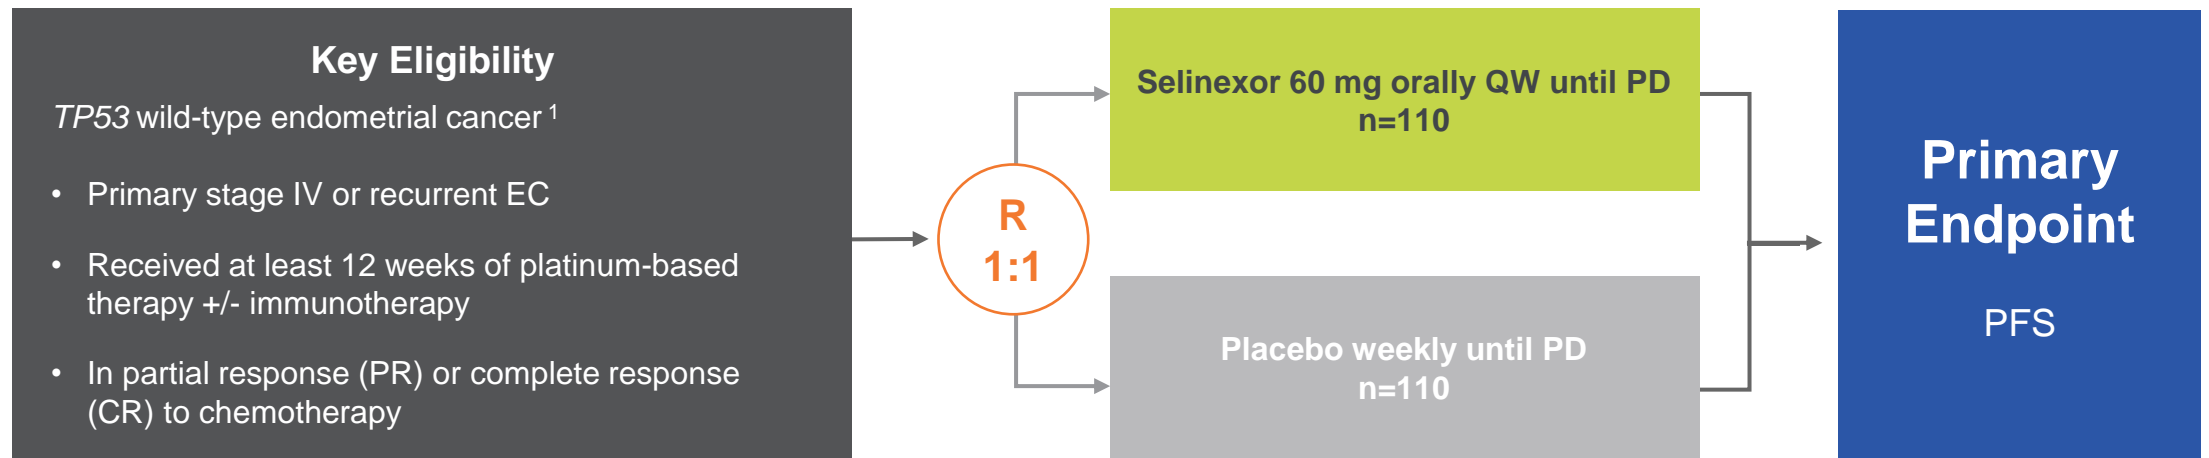 Key Eligibility
TP53 wild-type endometrial cancer 1
• Primary stage IV or recurrent EC
• Received at least 12 weeks of platinum-based
therapy +/- immunotherapy
• In partial response (PR) or complete response
(CR) to chemotherapy
R
1:1
Selinexor 60 mg orally QW until PD
n=110
Placebo weekly until PD
n=110
Primary
Endpoint
PFS